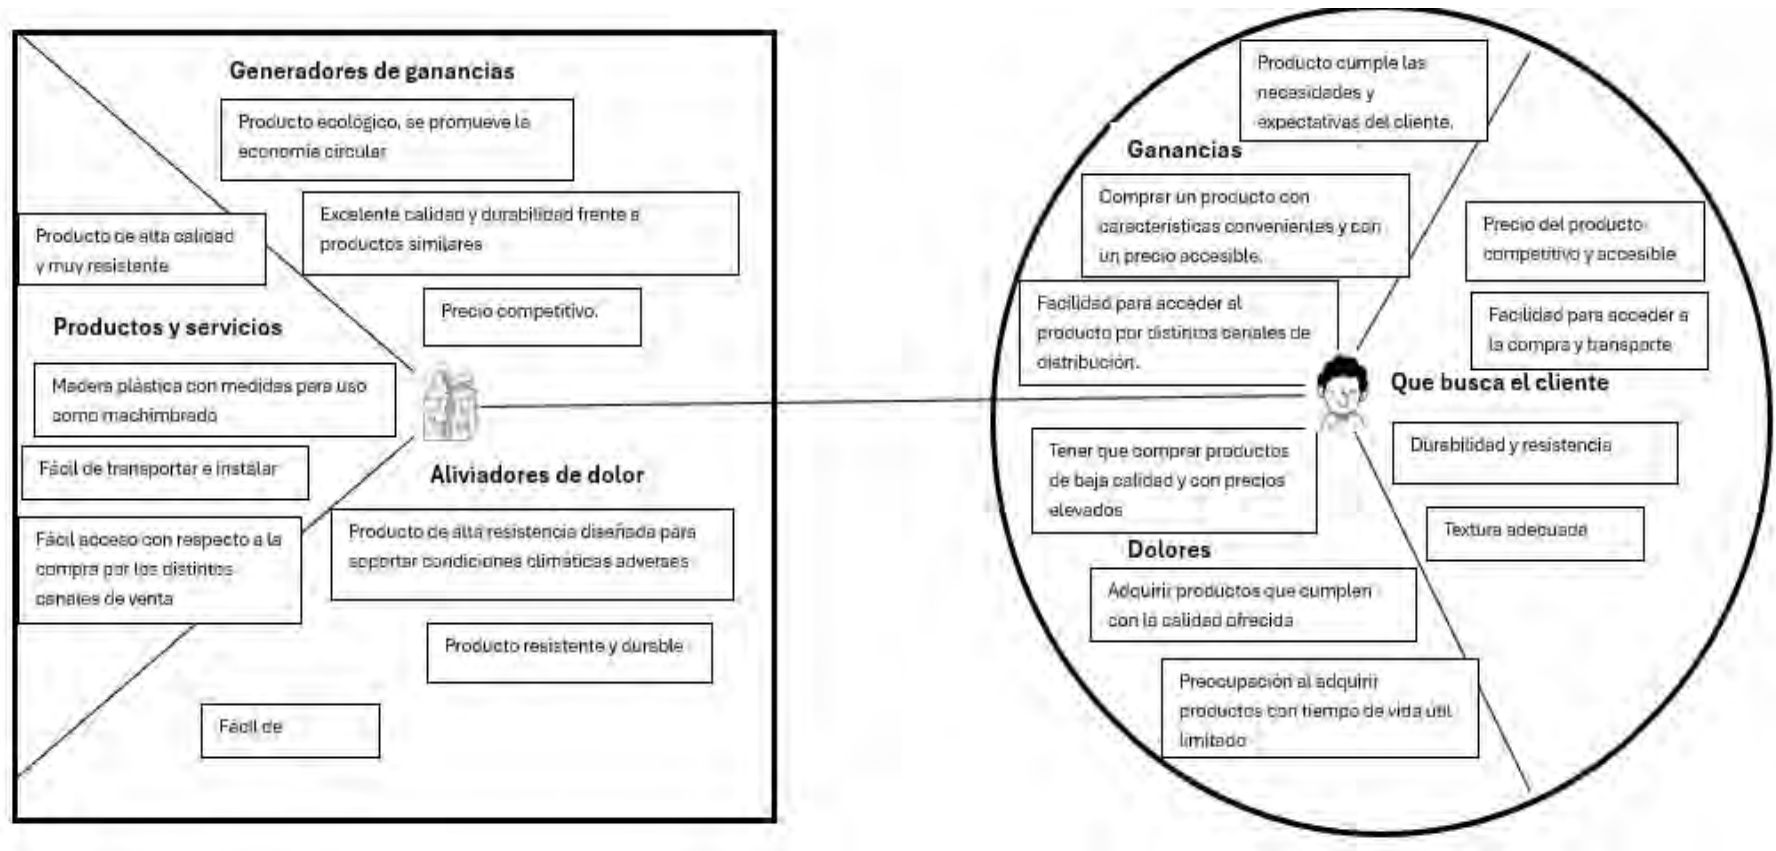 Generadores de ganancias
Producto ecológico, se promueve la
economía circular
Excelente calidad y durabilidad frente a
productos similares
Precio competitivo.
Producto de alta calidad
y muy resistente
Productos y servicios
Madera plástica con medidas para uso
como machimbrado
Fácil de transportar e instalar
Fácil acceso con respecto a la
compra por los distintos
canales de venta
Aliviadores de dolor
Producto de alta resistencia diseñada para
soportar condiciones climáticas adversas
Producto resistente y durable
Fácil de
Producto cumple las
necesidades y
expectativas del cliente.
Ganancias
Comprar un producto con
características convenientes y con
un precio accesible.
Facilidad para acceder al
producto por distintos canales de
distribución.
Precio del producto
competitivo y accesible
Facilidad para acceder a
la compra y transporte
Que busca el cliente
Durabilidad y resistencia
Textura adecuada
Tener que comprar productos
de baja calidad y con precios
elevados
Dolores
Adquirir productos que cumplen
con la calidad ofrecida
Preocupación al adquirir
productos con tiempo de vida útil
limitado